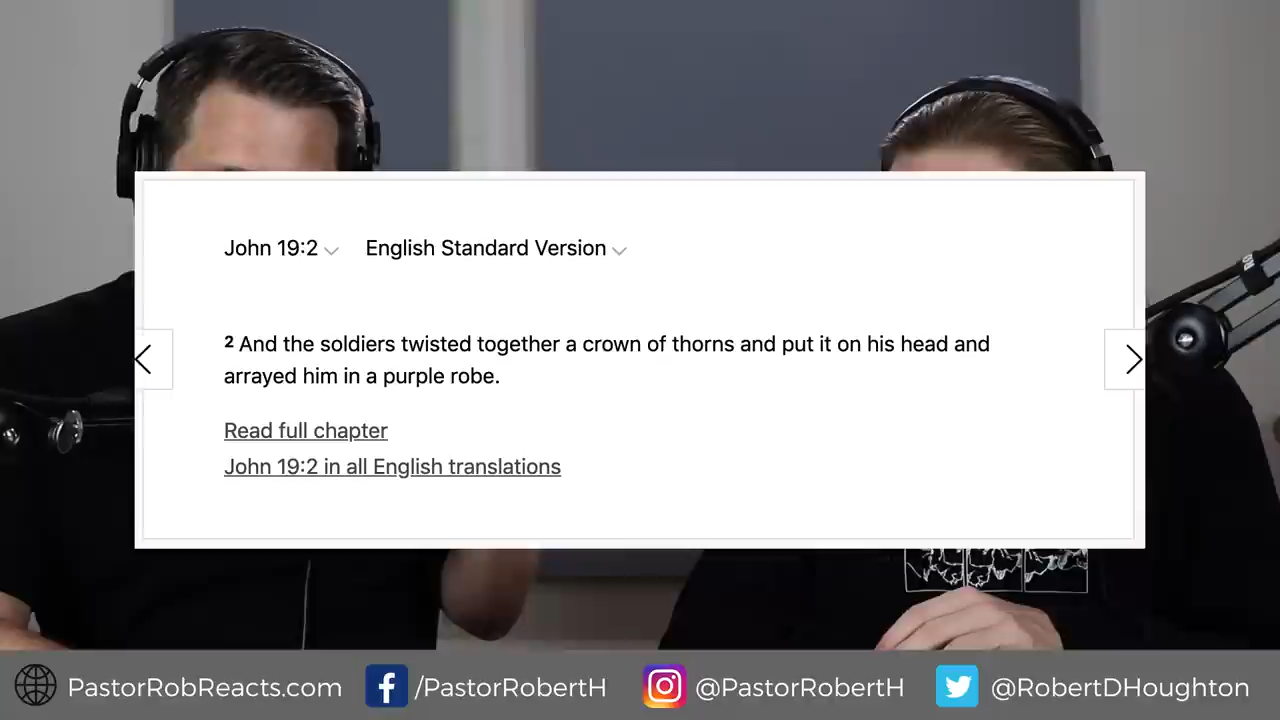 John 19:2 English Standard Version
2 And the soldiers twisted together a crown of thorns and put it on his head and
arrayed him in a purple robe.
Read full chapter
John 19:2 in all English translations
PastorRobReacts.com /PastorRobertH @PastorRobertH @RobertDHoughton